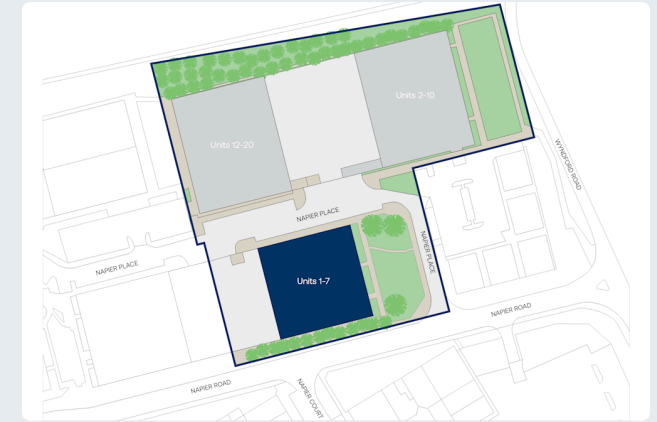 Units 2-10
Units 12-20
WYNDFORD ROAD
NAPIER PLACE
NAPIER PLACE
NAPIER PLACE
Units 1-7
NAPIER ROAD
NAPIER ROAD
NAPIER COURT